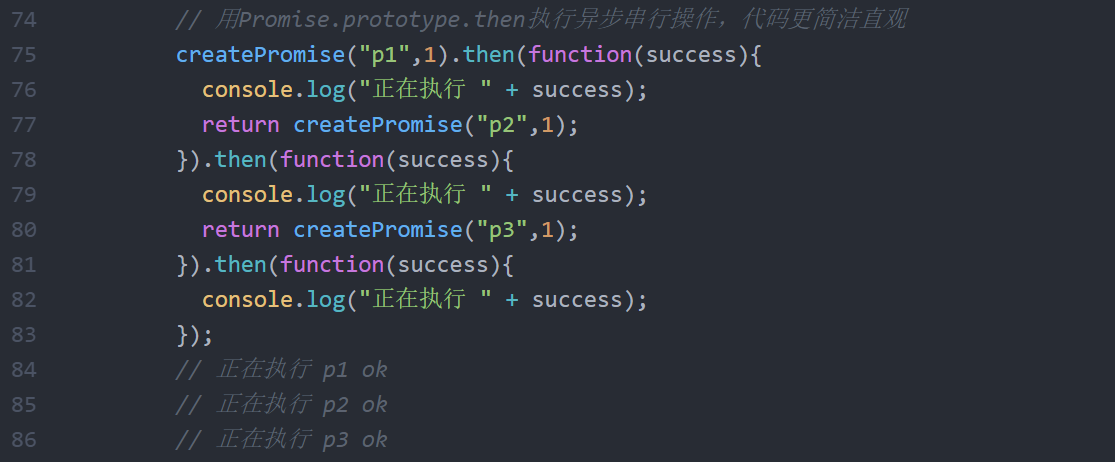 74 // 用Promise.prototype.then执行异步串行操作，代码更简洁直观
75 createPromise("p1",1).then(function(success){
76 console.log("正在执行 " + success);
77 return createPromise("p2",1);
78 }).then(function(success){
79 console.log("正在执行 " + success);
80 return createPromise("p3",1);
81 }).then(function(success){
82 console.log("正在执行 " + success);
83 });
84 // 正在执行 p1 ok
85 // 正在执行 p2 ok
86 // 正在执行 p3 ok